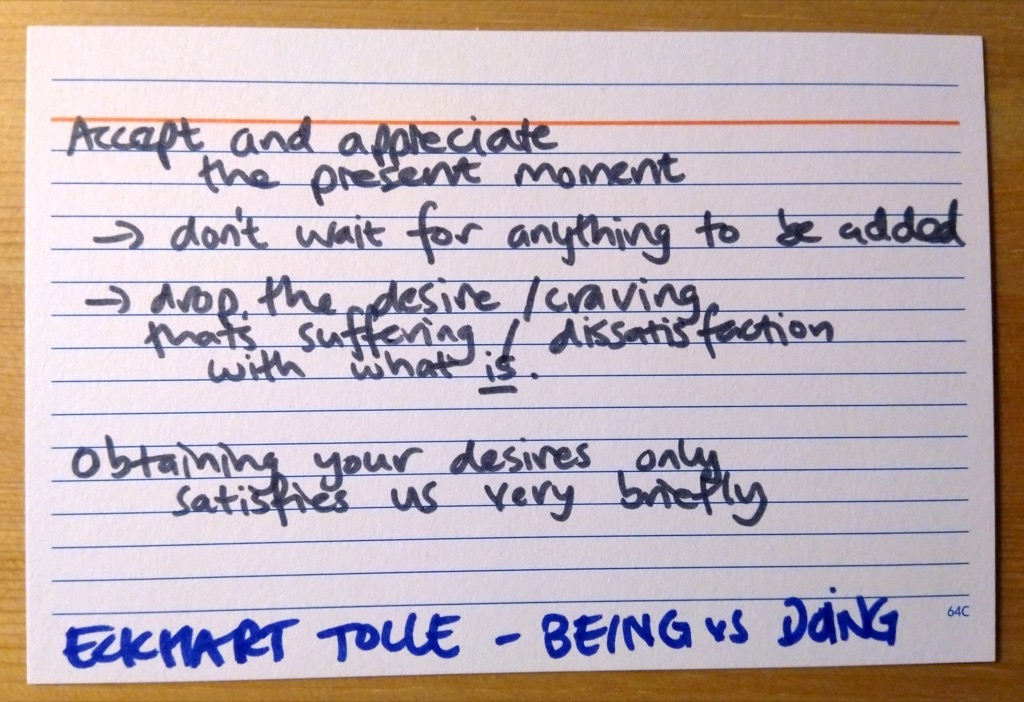 Accept and appreciate
the present moment
→ don't wait for anything to be added
→ drop the desire / craving
thats suffering / dissatisfaction
with what is.
Obtaining your desires only
satisfies us very briefly
64C
ECKHART TOLLE - BEING vs DOING